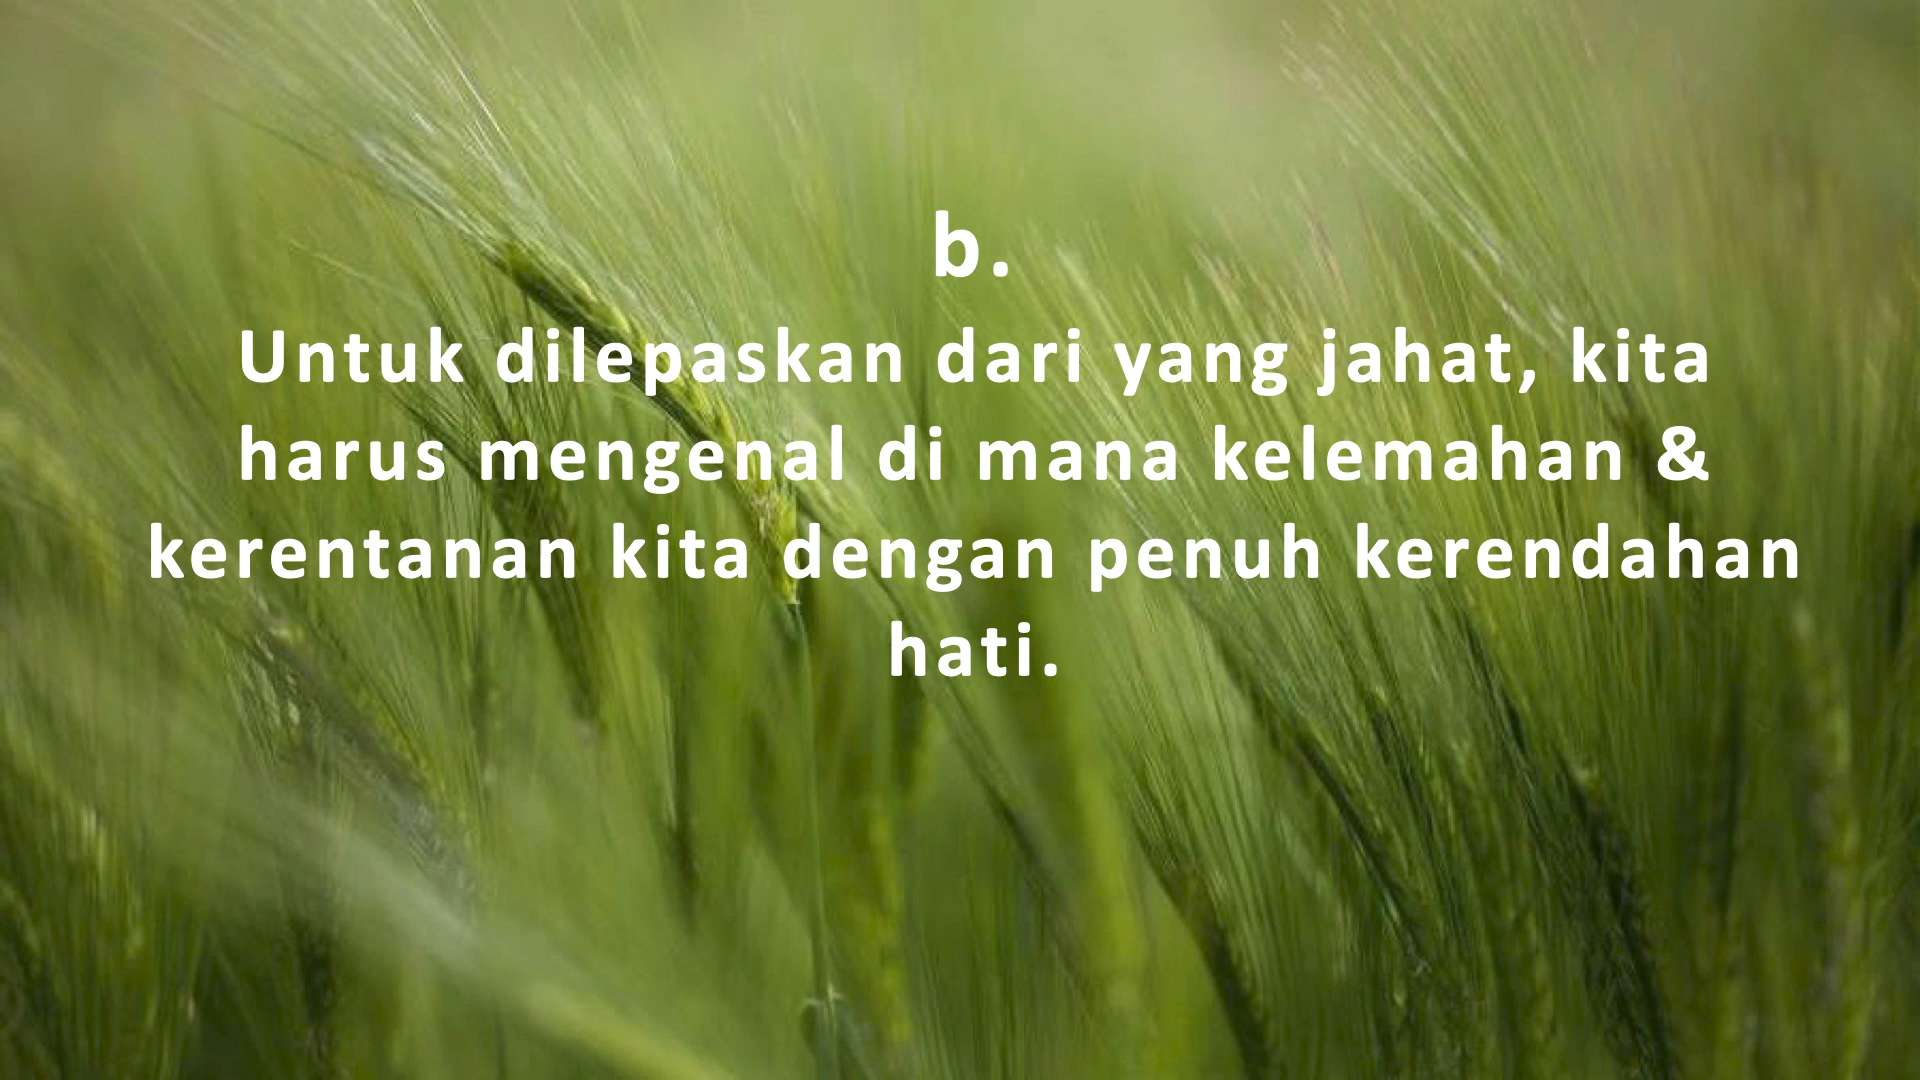 b.
Untuk dilepaskan dari yang jahat, kita
harus mengenal di mana kelemahan &
kerentanan kita dengan penuh kerendahan
hati.